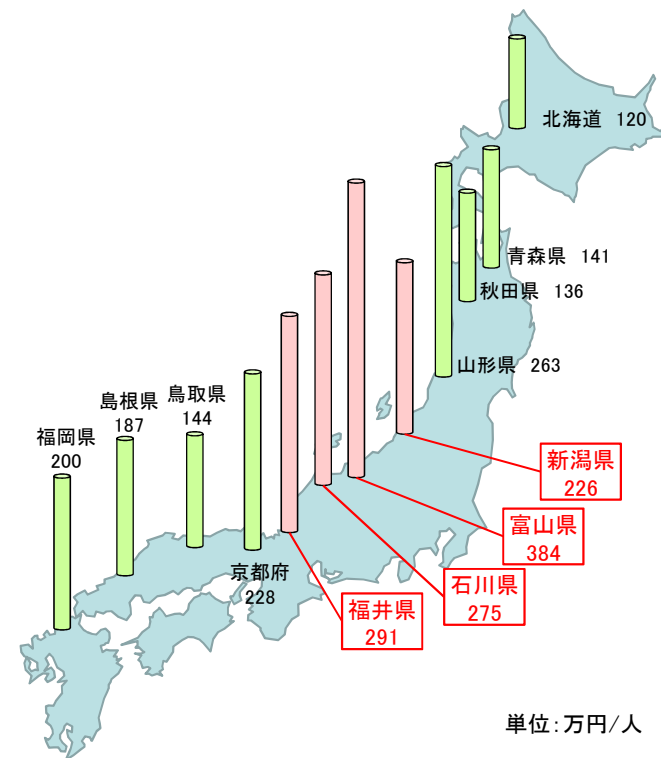 北海道 120
青森県 141
秋田県 136
山形県 263
島根県
187
鳥取県
144
福岡県
200
新潟県
226
富山県
384
京都府
228
石川県
275
福井県
291
単位:万円/人